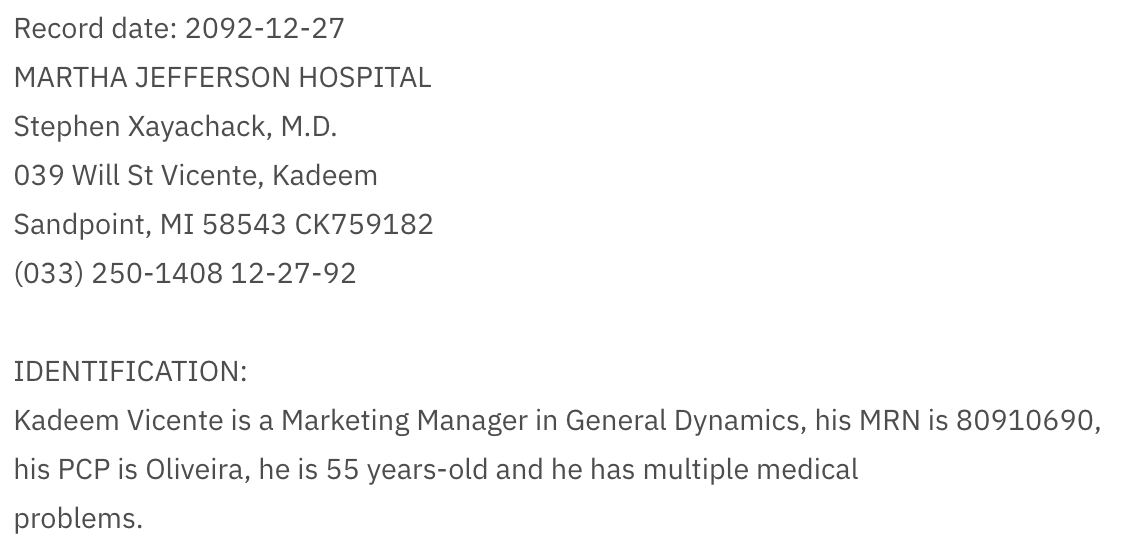 Record date: 2092-12-27
MARTHA JEFFERSON HOSPITAL
Stephen Xayachack, M.D.
039 Will St Vicente, Kadeem
Sandpoint, MI 58543 CK759182
(033) 250-1408 12-27-92
IDENTIFICATION:
Kadeem Vicente is a Marketing Manager in General Dynamics, his MRN is 80910690,
his PCP is Oliveira, he is 55 years-old and he has multiple medical
problems.